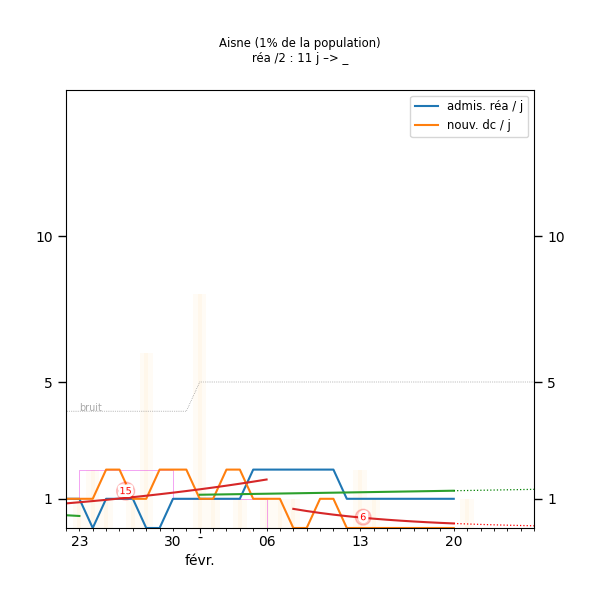 Aisne (1% de la population)
réa /2 : 11 j –> _
admis. réa / j
nouv. dc / j
10
10
5
5
bruit
15
1
1
6
23
30
-
06
13
20
févr.